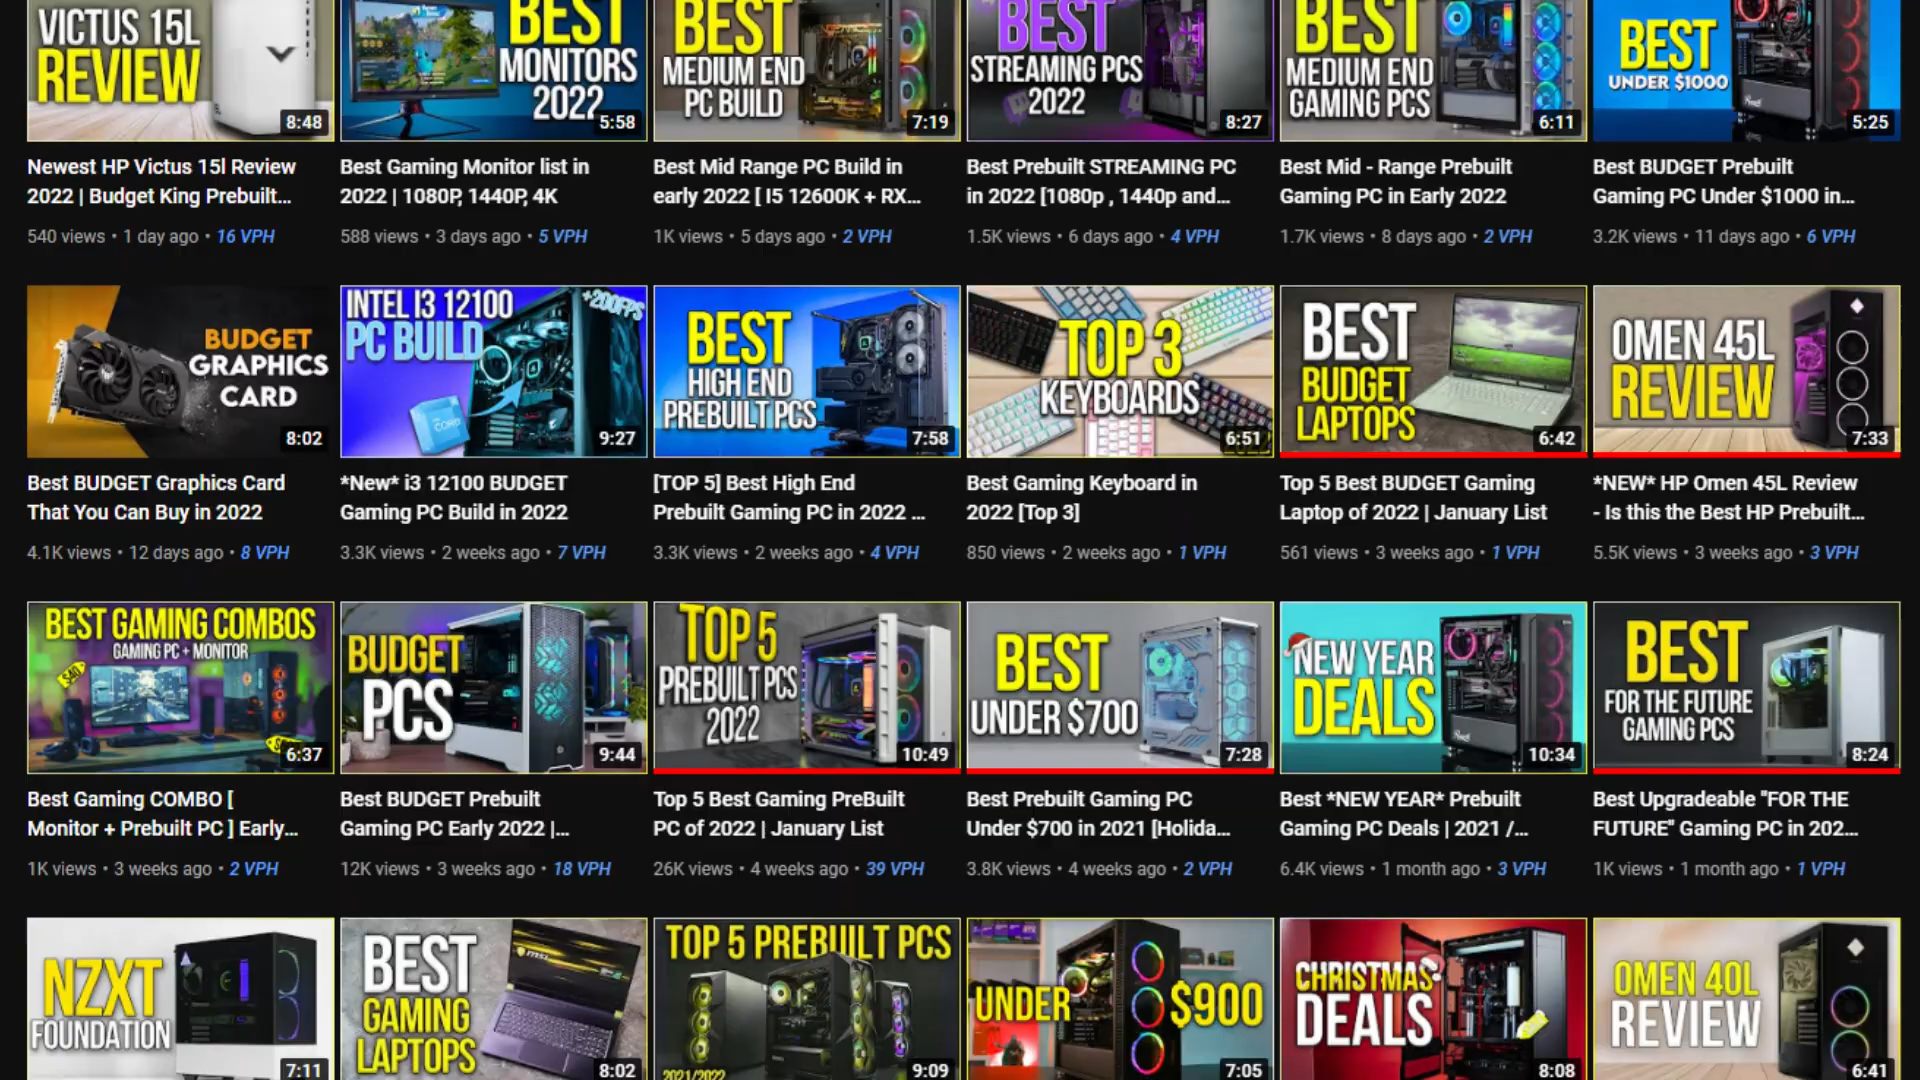 VICTUS 15L
REVIEW
8:48
BEST
MONITORS
2022
5:58
BEST
MEDIUM END
PC BUILD
7:19
BEST
STREAMING PCS
2022
8:27
BEST
MEDIUM END
GAMING PCS
6:11
BEST
UNDER $1000
5:25
Newest HP Victus 15l Review
2022 | Budget King Prebuilt...
540 views • 1 day ago • 16 VPH
Best Gaming Monitor list in
2022 | 1080P, 1440P, 4K
588 views • 3 days ago • 5 VPH
Best Mid Range PC Build in
early 2022 [ I5 12600K + RX...
1K views • 5 days ago • 2 VPH
Best Prebuilt STREAMING PC
in 2022 [1080p , 1440p and...
1.5K views • 6 days ago • 4 VPH
Best Mid - Range Prebuilt
Gaming PC in Early 2022
1.7K views • 8 days ago • 2 VPH
Best BUDGET Prebuilt
Gaming PC Under $1000 in...
3.2K views • 11 days ago • 6 VPH
BUDGET
GRAPHICS
CARD
8:02
INTEL I3 12100
PC BUILD
+200FPS
CORE
9:27
BEST
HIGH END
PREBUILT PCS
7:58
TOP 3
KEYBOARDS
6:51
BEST
BUDGET
LAPTOPS
6:42
OMEN 45L
REVIEW
7:33
Best BUDGET Graphics Card
That You Can Buy in 2022
4.1K views • 12 days ago • 8 VPH
*New* i3 12100 BUDGET
Gaming PC Build in 2022
3.3K views • 2 weeks ago • 7 VPH
[TOP 5] Best High End
Prebuilt Gaming PC in 2022 ...
3.3K views • 2 weeks ago • 4 VPH
Best Gaming Keyboard in
2022 [Top 3]
850 views • 2 weeks ago • 1 VPH
Top 5 Best BUDGET Gaming
Laptop of 2022 | January List
561 views • 3 weeks ago • 1 VPH
*NEW* HP Omen 45L Review
- Is this the Best HP Prebuilt...
5.5K views • 3 weeks ago • 3 VPH
BEST GAMING COMBOS
GAMING PC + MONITOR
6:37
BUDGET
PCS
9:44
TOP 5
PREBUILT PCS
2022
10:49
BEST
UNDER $700
7:28
NEW YEAR
DEALS
10:34
BEST
FOR THE FUTURE
GAMING PCS
8:24
Best Gaming COMBO [
Monitor + Prebuilt PC ] Early...
1K views • 3 weeks ago • 2 VPH
Best BUDGET Prebuilt
Gaming PC Early 2022 |...
12K views • 3 weeks ago • 18 VPH
Top 5 Best Gaming PreBuilt
PC of 2022 | January List
26K views • 4 weeks ago • 39 VPH
Best Prebuilt Gaming PC
Under $700 in 2021 [Holida...
3.8K views • 4 weeks ago • 2 VPH
Best *NEW YEAR* Prebuilt
Gaming PC Deals | 2021 /...
6.4K views • 1 month ago • 3 VPH
Best Upgradeable "FOR THE
FUTURE" Gaming PC in 202...
1K views • 1 month ago • 1 VPH
NZXT
FOUNDATION
7:11
BEST
GAMING
LAPTOPS
8:02
TOP 5 PREBUILT PCS
2021/2022
9:09
UNDER $900
7:05
CHRISTMAS
DEALS
8:08
OMEN 40L
REVIEW
6:41